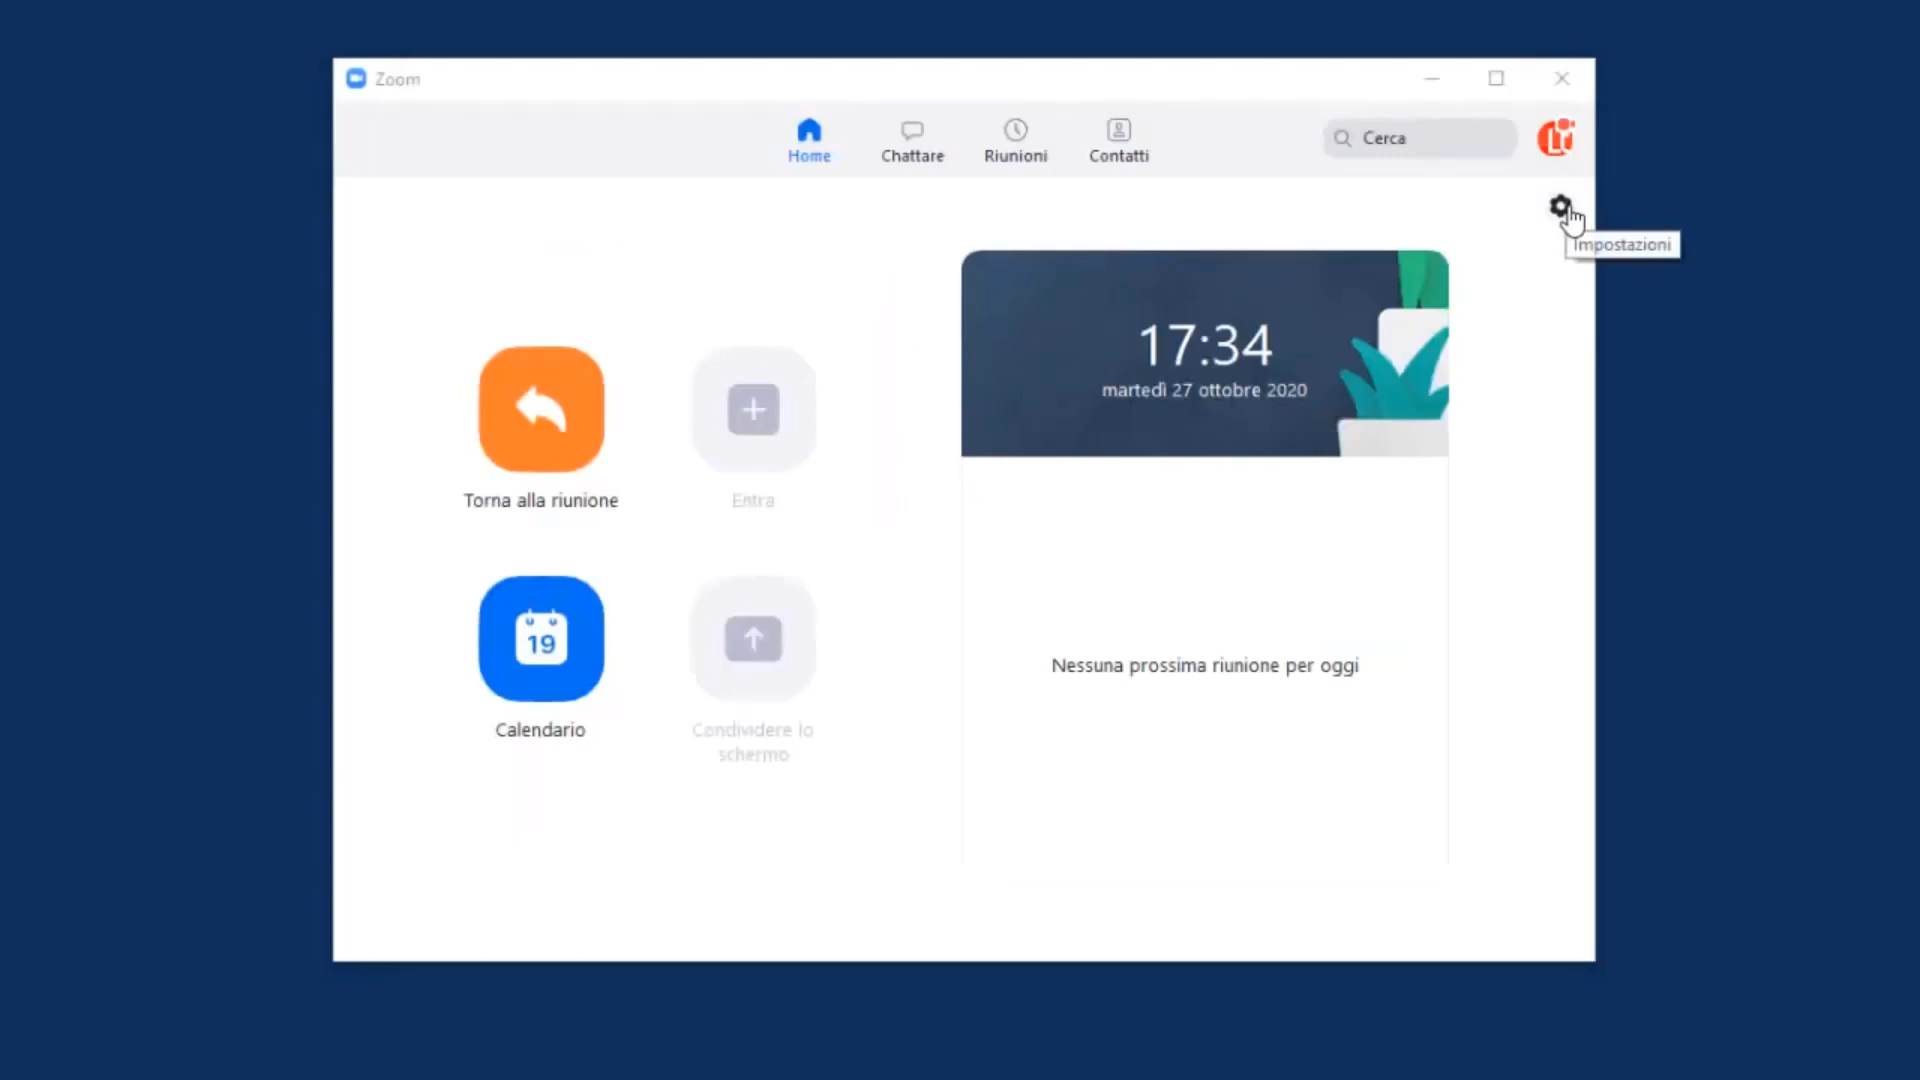 Zoom
Home
Chattare
Riunioni
Contatti
Cerca
Impostazioni
17:34
martedì 27 ottobre 2020
Torna alla riunione
Entra
19
Calendario
Condividere lo
schermo
Nessuna prossima riunione per oggi